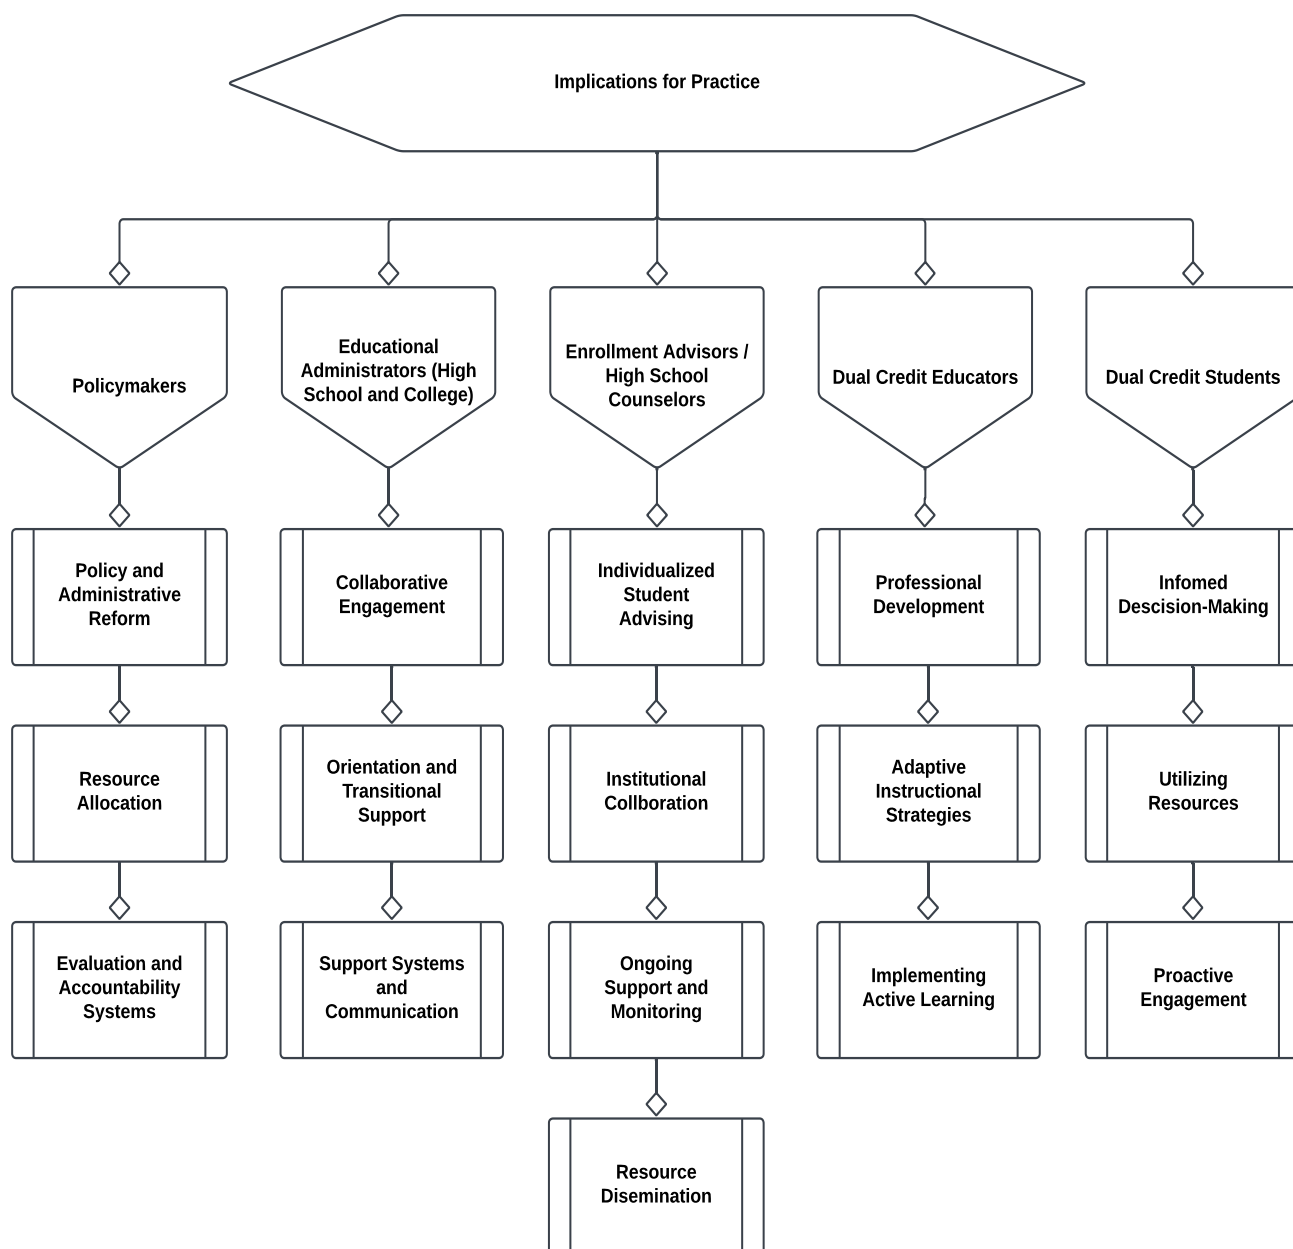 Implications for Practice
Policymakers
Educational
Administrators (High
School and College)
Enrollment Advisors /
High School
Counselors
Dual Credit Educators
Dual Credit Students
Policy and
Administrative
Reform
Collaborative
Engagement
Individualized
Student
Advising
Professional
Development
Infomed
Descision-Making
Resource
Allocation
Orientation and
Transitional
Support
Institutional
Collboration
Adaptive
Instructional
Strategies
Utilizing
Resources
Evaluation and
Accountability
Systems
Support Systems
and
Communication
Ongoing
Support and
Monitoring
Implementing
Active Learning
Proactive
Engagement
Resource
Disemination